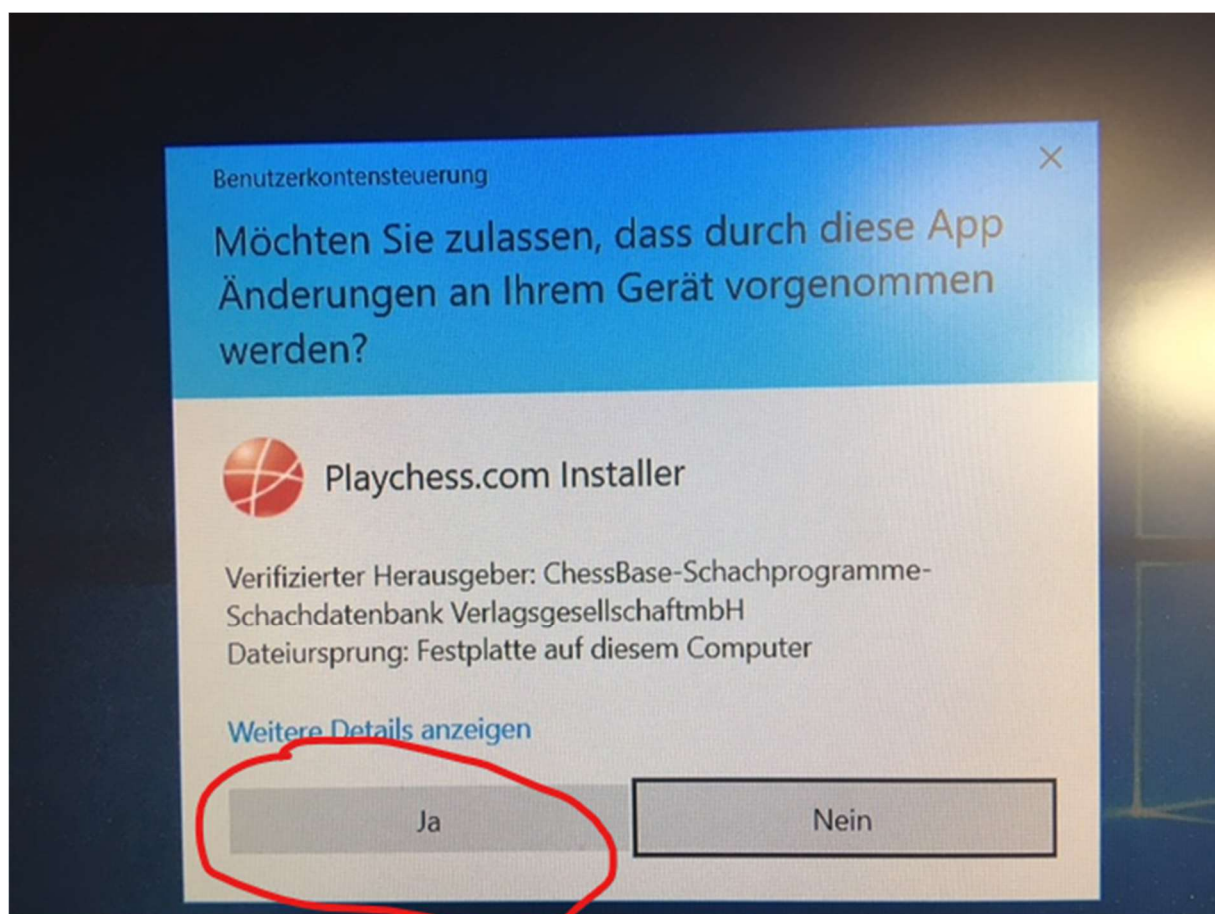 Benutzerkontensteuerung
Möchten Sie zulassen, dass durch diese App
Änderungen an Ihrem Gerät vorgenommen
werden?
Playchess.com Installer
Verifizierter Herausgeber: ChessBase-Schachprogramme-
Schachdatenbank VerlagsgesellschaftmbH
Dateiursprung: Festplatte auf diesem Computer
Weitere Details anzeigen
Ja
Nein